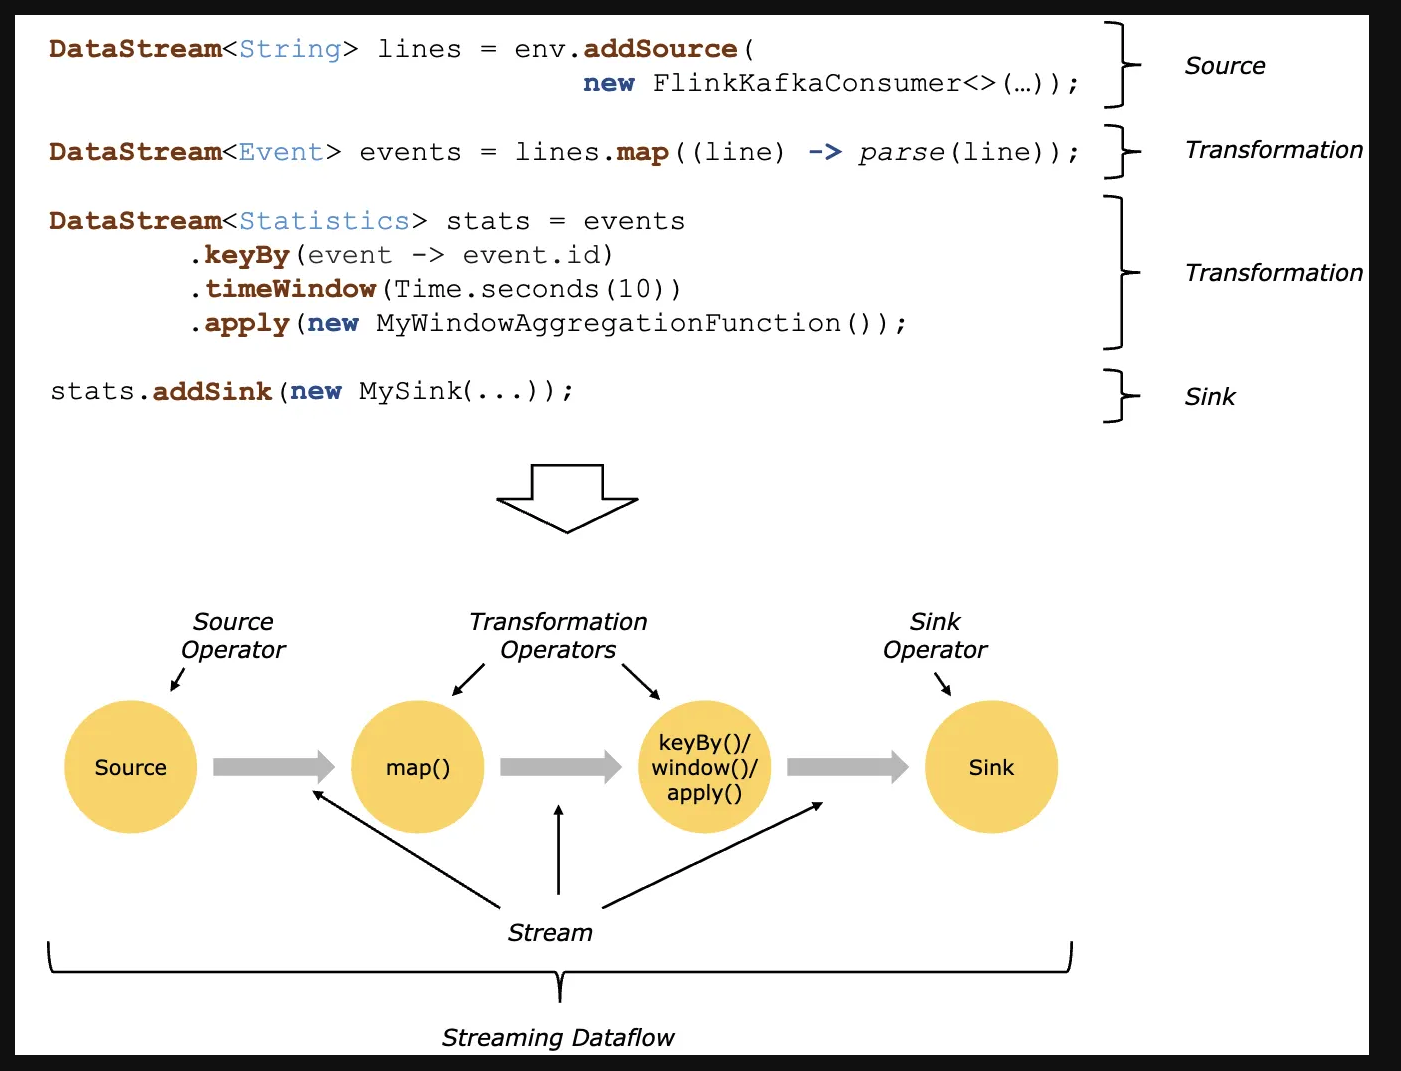 DataStream<String> lines = env.addSource(
new FlinkKafkaConsumer<>(…));
Source
DataStream<Event> events = lines.map((line) -> parse(line));
Transformation
DataStream<Statistics> stats = events
.keyBy(event -> event.id)
.timeWindow(Time.seconds(10))
.apply(new MyWindowAggregationFunction());
Transformation
stats.addSink(new MySink(...));
Sink
Source
Operator
Transformation
Operators
Sink
Operator
Source
map()
keyBy()/
window()/
apply()
Sink
Stream
Streaming Dataflow